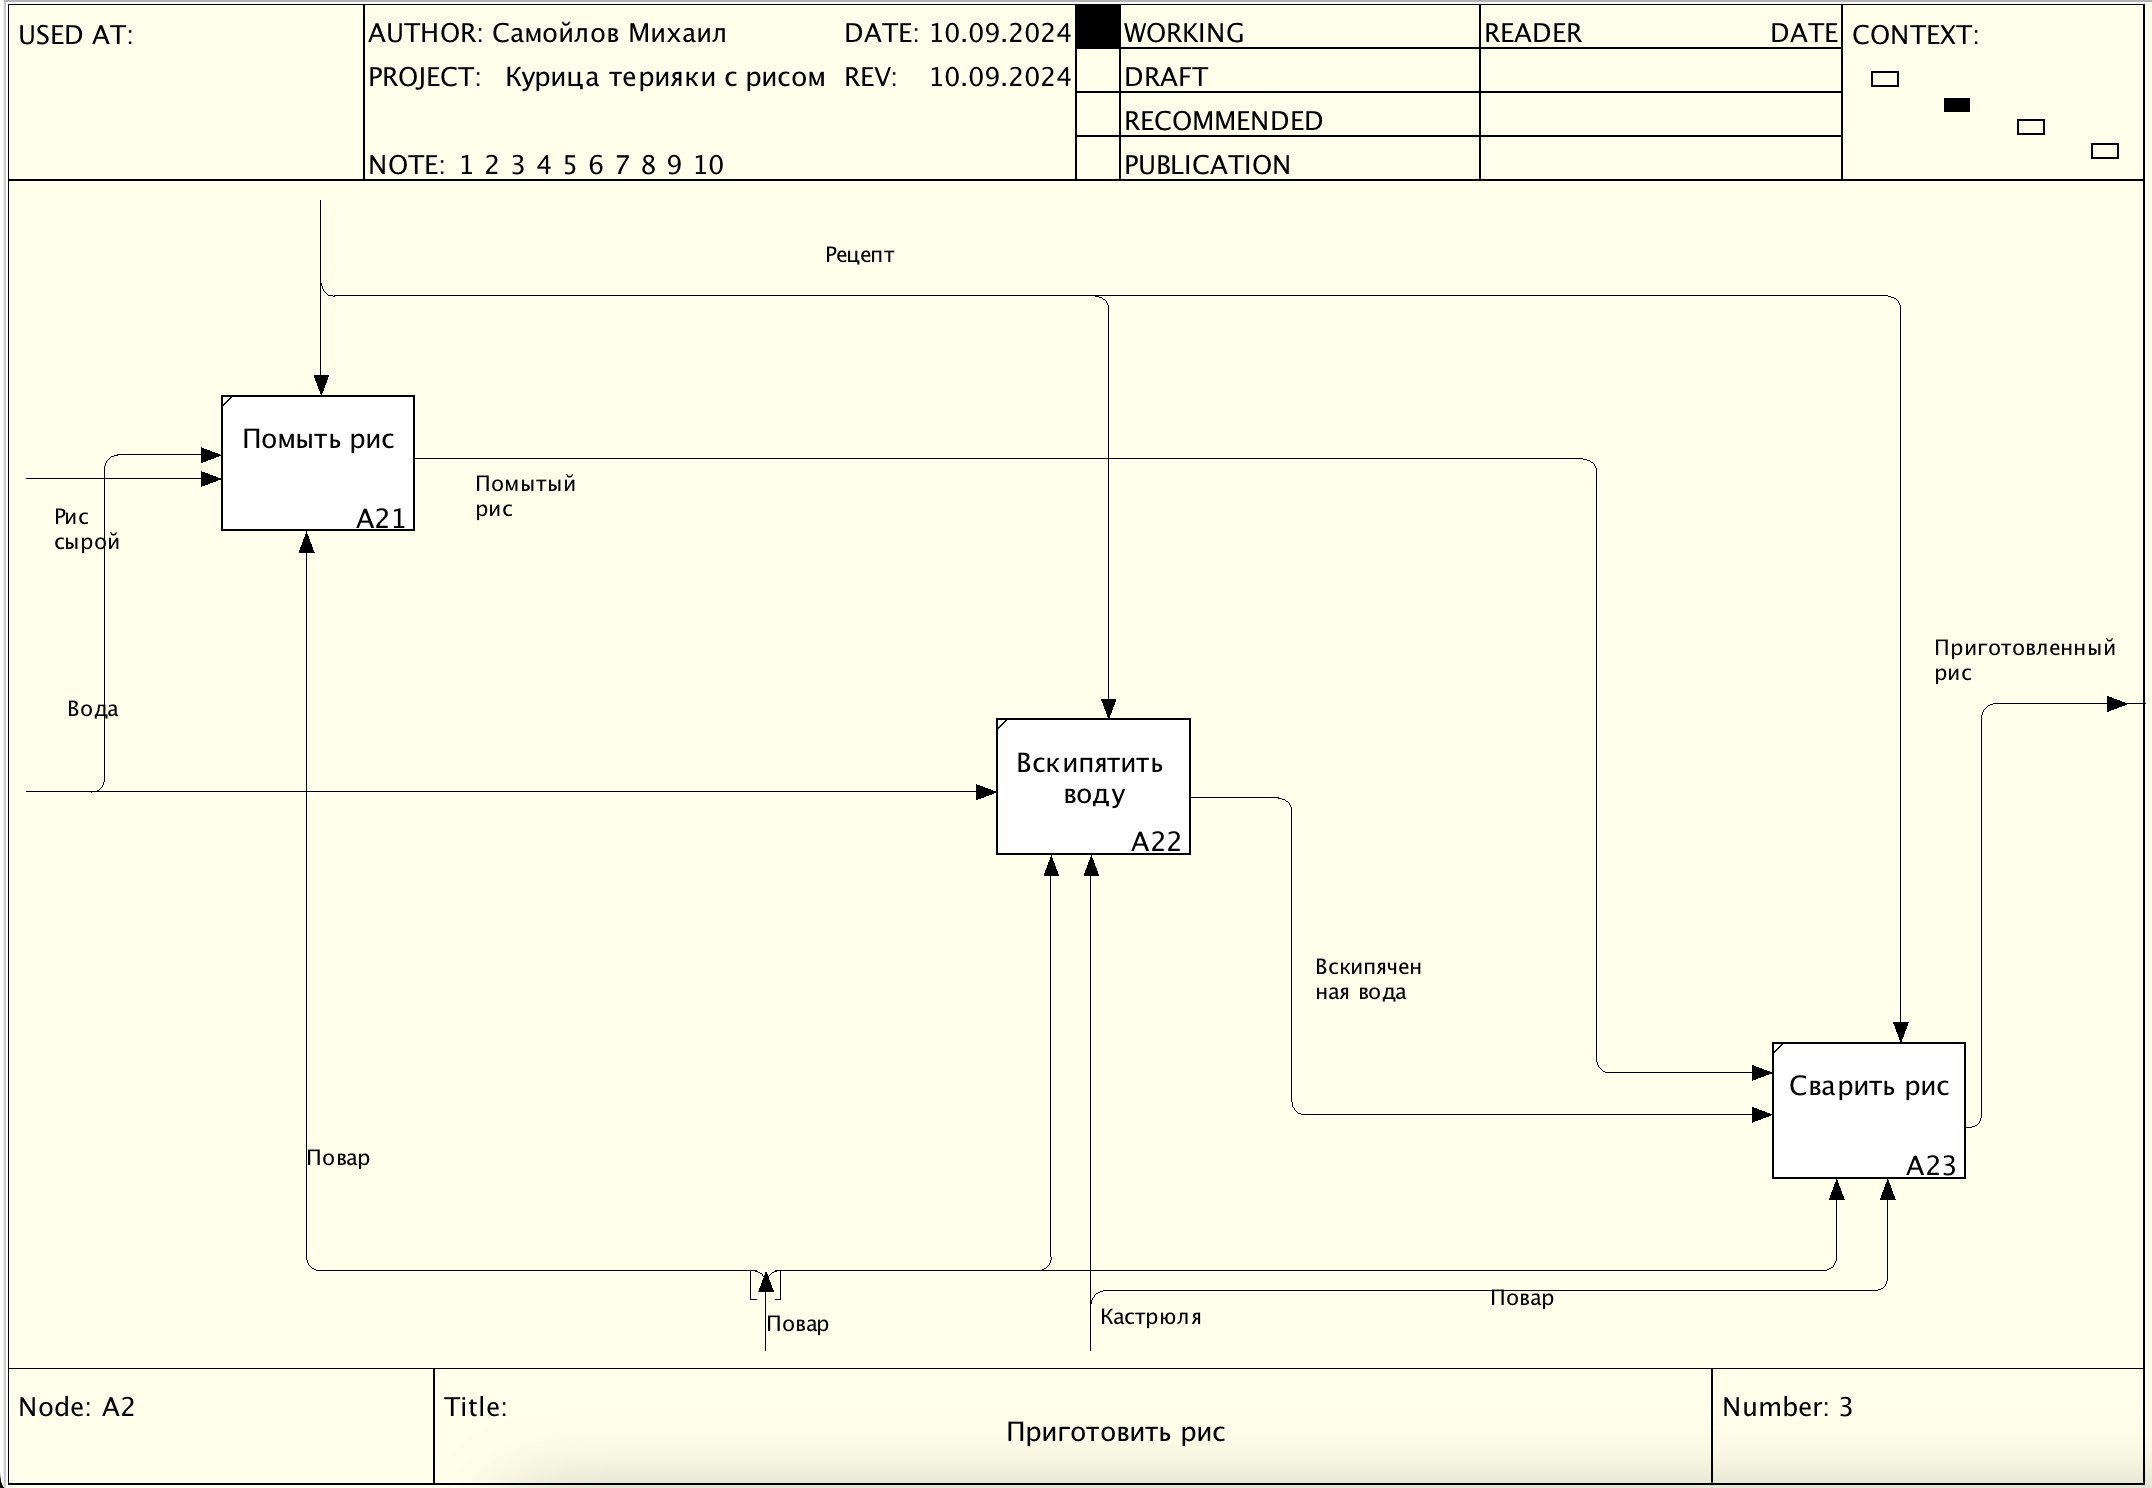 USED AT:
AUTHOR: Самойлов Михаил
DATE: 10.09.2024
PROJECT: Курица терияки с рисом
REV: 10.09.2024
NOTE: 1 2 3 4 5 6 7 8 9 10
WORKING
DRAFT
RECOMMENDED
PUBLICATION
READER DATE
CONTEXT:
Рецепт
Помыть рис
A21
Помытый
рис
Рис
сырой
Вода
Приготовленный
рис
Вскипятить
воду
A22
Вскипячен
ная вода
Сварить рис
A23
Повар
Повар
Кастрюля
Повар
Node: A2
Title:
Приготовить рис
Number: 3